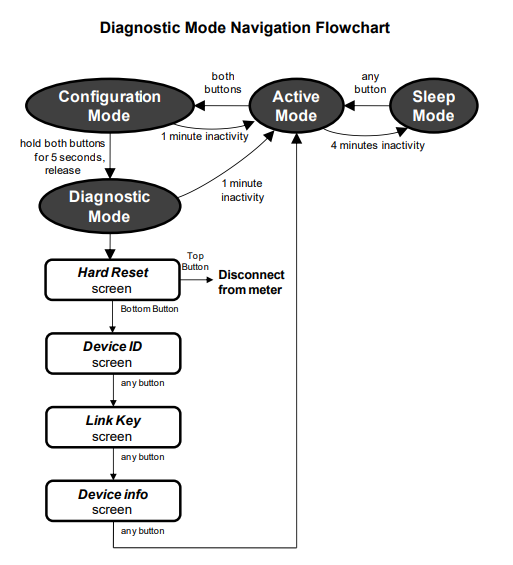 Diagnostic Mode Navigation Flowchart
both
buttons
any
button
Configuration
Mode
Active
Mode
Sleep
Mode
1 minute inactivity
4 minutes inactivity
hold both buttons
for 5 seconds,
release
1 minute
inactivity
Diagnostic
Mode
Hard Reset
screen
Top
Button
Disconnect
from meter
Bottom Button
Device ID
screen
any button
Link Key
screen
any button
Device info
screen
any button